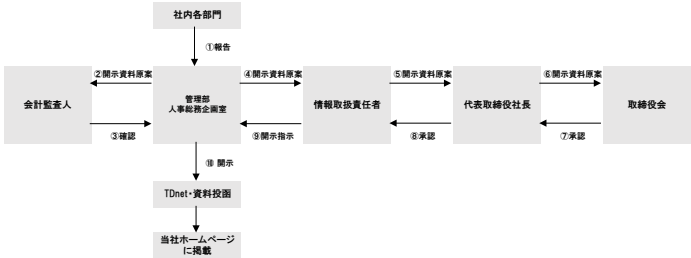 社内各部門
①報告
②開示資料原案
④開示資料原案
⑤開示資料原案
⑥開示資料原案
会計監査人
管理部
人事総務企画室
情報取扱責任者
代表取締役社長
取締役会
③確認
⑨開示指示
⑧承認
⑦承認
⑩ 開示
TDnet・資料投函
当社ホームページ
に掲載